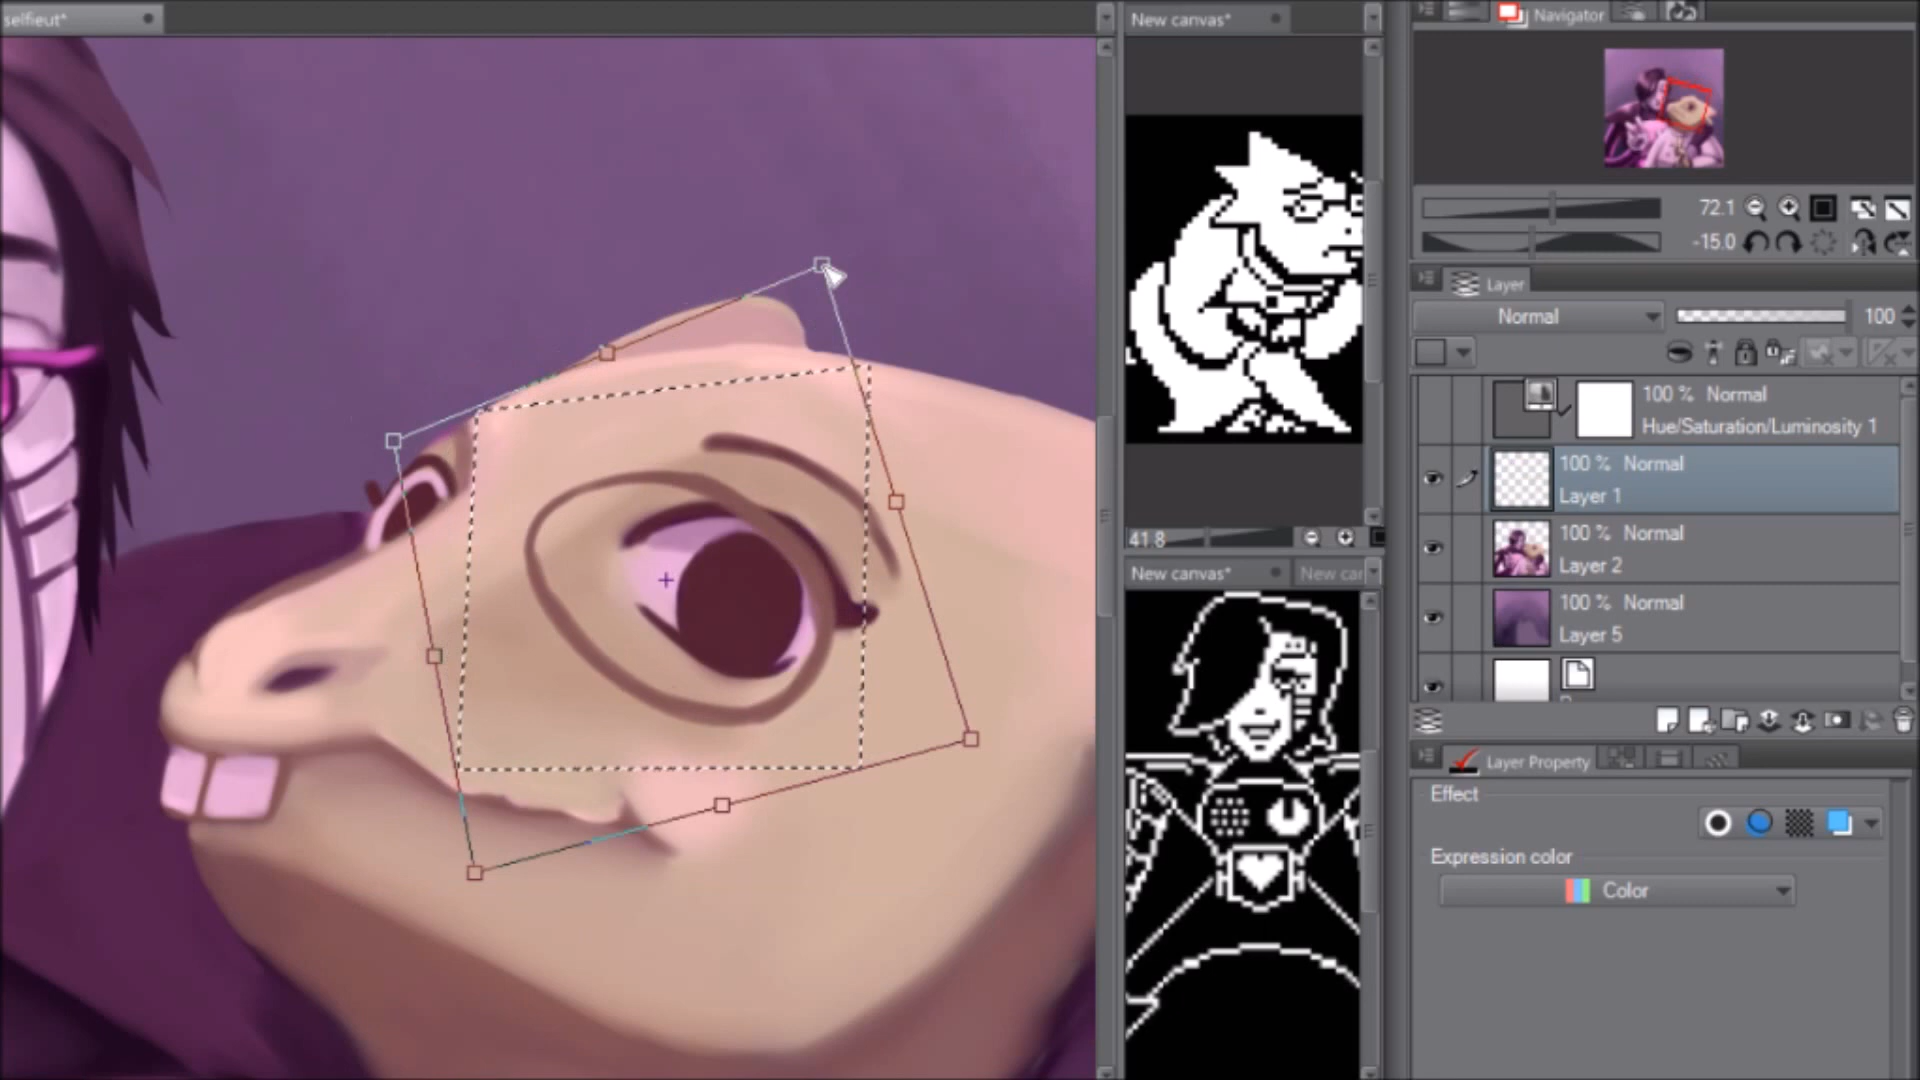 selfieut*
New canvas*
Navigator
72.1
-15.0
Layer
Normal
100
100 % Normal
Hue/Saturation/Luminosity 1
100 % Normal
Layer 1
100 % Normal
Layer 2
100 % Normal
Layer 5
41.8
New canvas*
New car
Layer Property
Effect
Expression color
Color